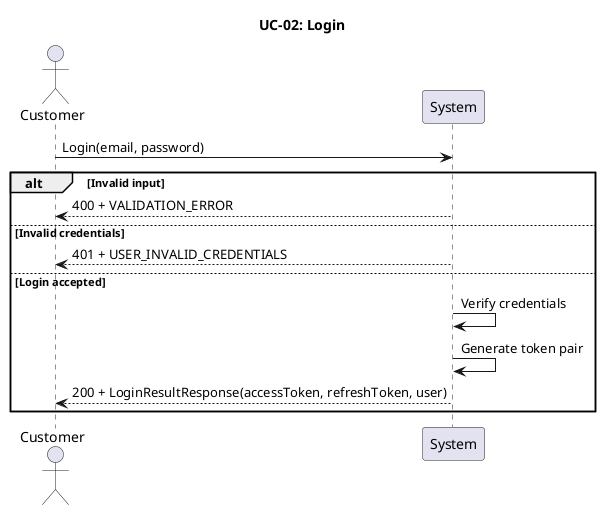 UC-02: Login
Customer
System
Login(email, password)
alt [Invalid input]
400 + VALIDATION_ERROR
[Invalid credentials]
401 + USER_INVALID_CREDENTIALS
[Login accepted]
Verify credentials
Generate token pair
200 + LoginResultResponse(accessToken, refreshToken, user)
Customer
System